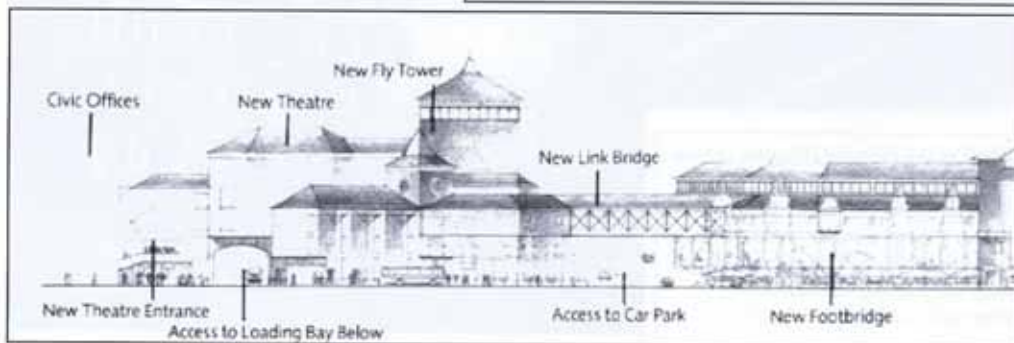 New Fly Tower
Civic Offices
New Theatre
New Link Bridge
New Theatre Entrance
Access to Loading Bay Below
Access to Car Park
New Footbridge